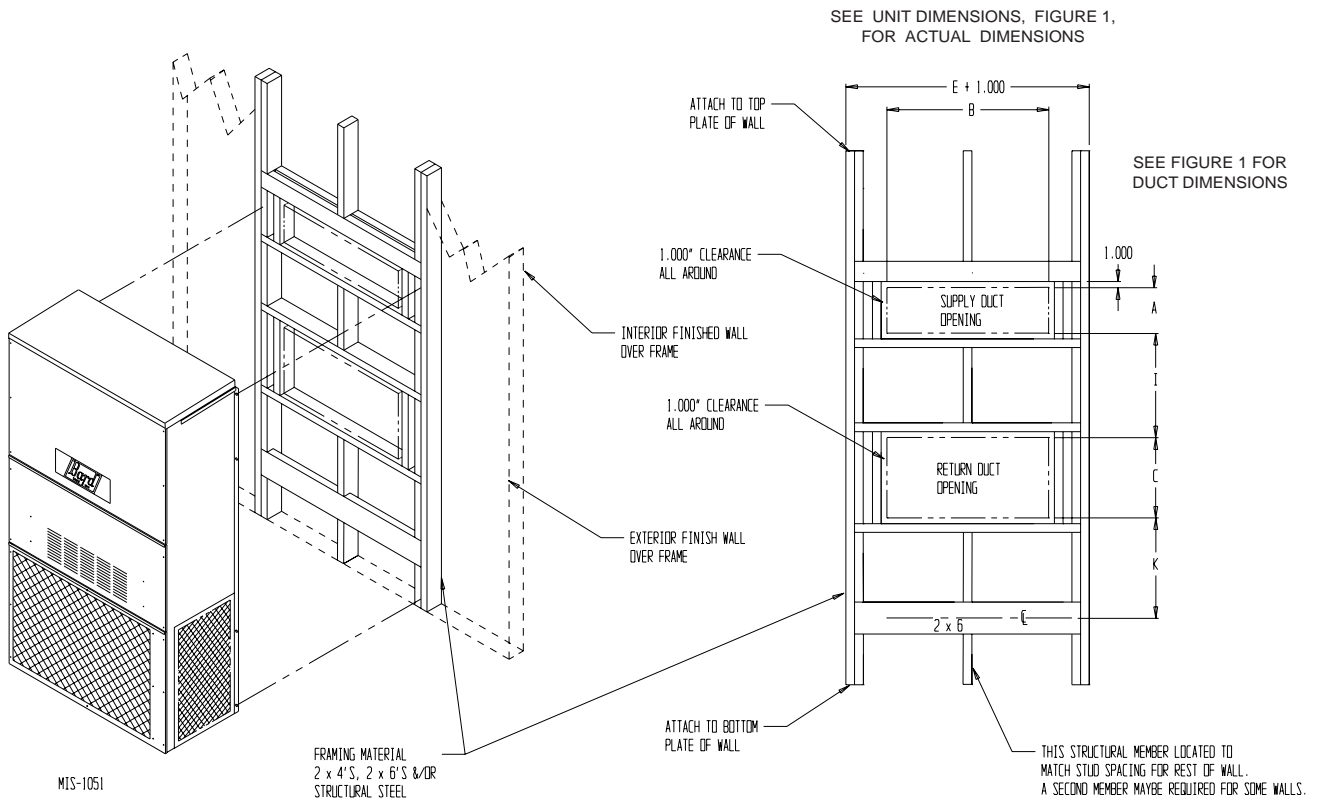 SEE UNIT DIMENSIONS, FIGURE 1,
FOR ACTUAL DIMENSIONS
E + 1.000
B
ATTACH TO TOP
PLATE OF WALL
SEE FIGURE 1 FOR
DUCT DIMENSIONS
1.000" CLEARANCE
ALL AROUND
1.000
SUPPLY DUCT
OPENING
A
INTERIOR FINISHED WALL
OVER FRAME
I
1.000" CLEARANCE
ALL AROUND
RETURN DUCT
OPENING
C
Bard
EXTERIOR FINISH WALL
OVER FRAME
K
2 x 6
℄
ATTACH TO BOTTOM
PLATE OF WALL
FRAMING MATERIAL
2 x 4'S, 2 x 6'S &/OR
STRUCTURAL STEEL
THIS STRUCTURAL MEMBER LOCATED TO
MATCH STUD SPACING FOR REST OF WALL.
A SECOND MEMBER MAYBE REQUIRED FOR SOME WALLS.
MIS-1051